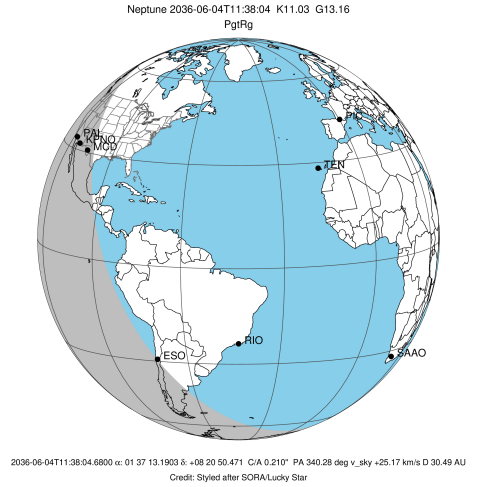 Neptune 2036-06-04T11:38:04  K11.03  G13.16
PgtRg
PIC
PAL
KPNO
MCD
TEN
RIO
ESO
SAAO
2036-06-04T11:38:04.6800 α: 01 37 13.1903 δ: +08 20 50.471  C/A 0.210"  PA 340.28 deg v_sky +25.17 km/s D 30.49 AU
Credit: Styled after SORA/Lucky Star